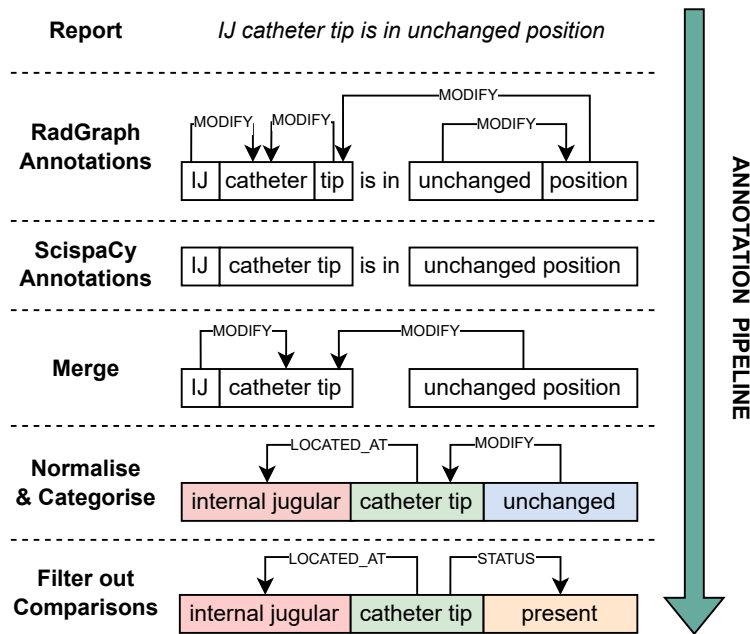 Report
IJ catheter tip is in unchanged position
RadGraph
Annotations
MODIFY
MODIFY
MODIFY
MODIFY
IJ catheter tip is in unchanged position
ScispaCy
Annotations
IJ catheter tip is in unchanged position
Merge
MODIFY
MODIFY
IJ catheter tip unchanged position
Normalise
& Categorise
LOCATED_AT
MODIFY
internal jugular catheter tip unchanged
Filter out
Comparisons
LOCATED_AT
STATUS
internal jugular catheter tip present
ANNOTATION PIPELINE